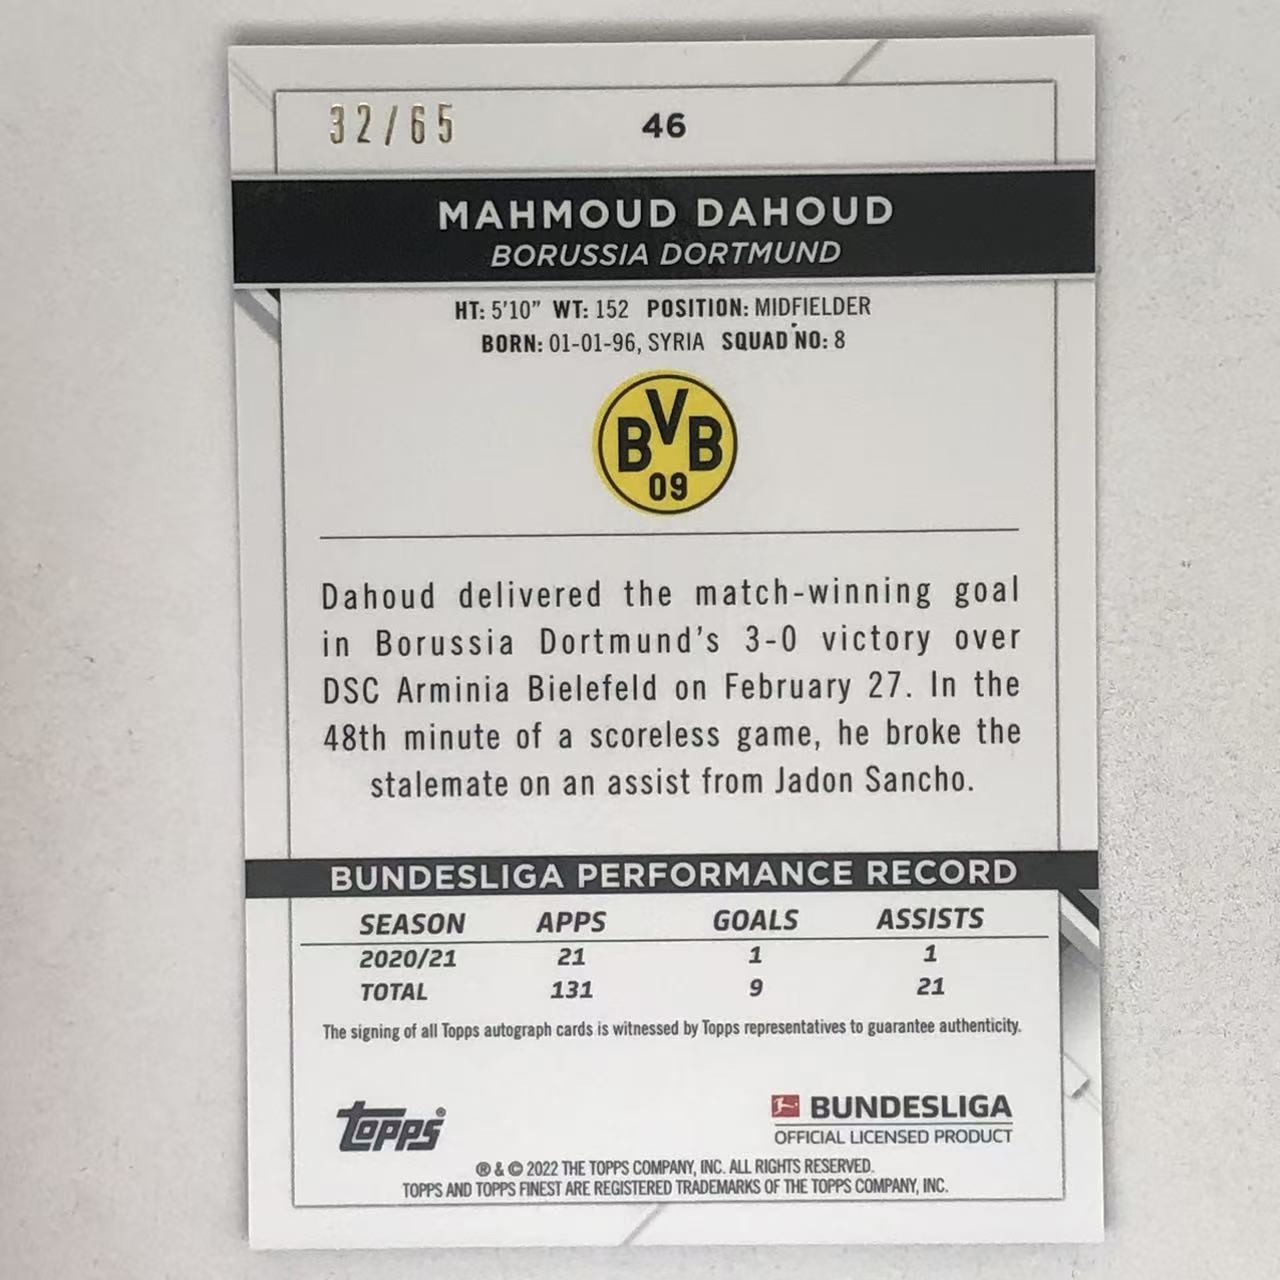 32/65
46
MAHMOUD DAHOUD
BORUSSIA DORTMUND
HT: 5'10" WT: 152 POSITION: MIDFIELDER
BORN: 01-01-96, SYRIA SQUAD NO: 8
BVB
09
Dahoud delivered the match-winning goal
in Borussia Dortmund's 3-0 victory over
DSC Arminia Bielefeld on February 27. In the
48th minute of a scoreless game, he broke the
stalemate on an assist from Jadon Sancho.
BUNDESLIGA PERFORMANCE RECORD
SEASON APPS GOALS ASSISTS
2020/21 21 1 1
TOTAL 131 9 21
The signing of all Topps autograph cards is witnessed by Topps representatives to guarantee authenticity.
topps®
BUNDESLIGA
OFFICIAL LICENSED PRODUCT
® & © 2022 THE TOPPS COMPANY, INC. ALL RIGHTS RESERVED.
TOPPS AND TOPPS FINEST ARE REGISTERED TRADEMARKS OF THE TOPPS COMPANY, INC.